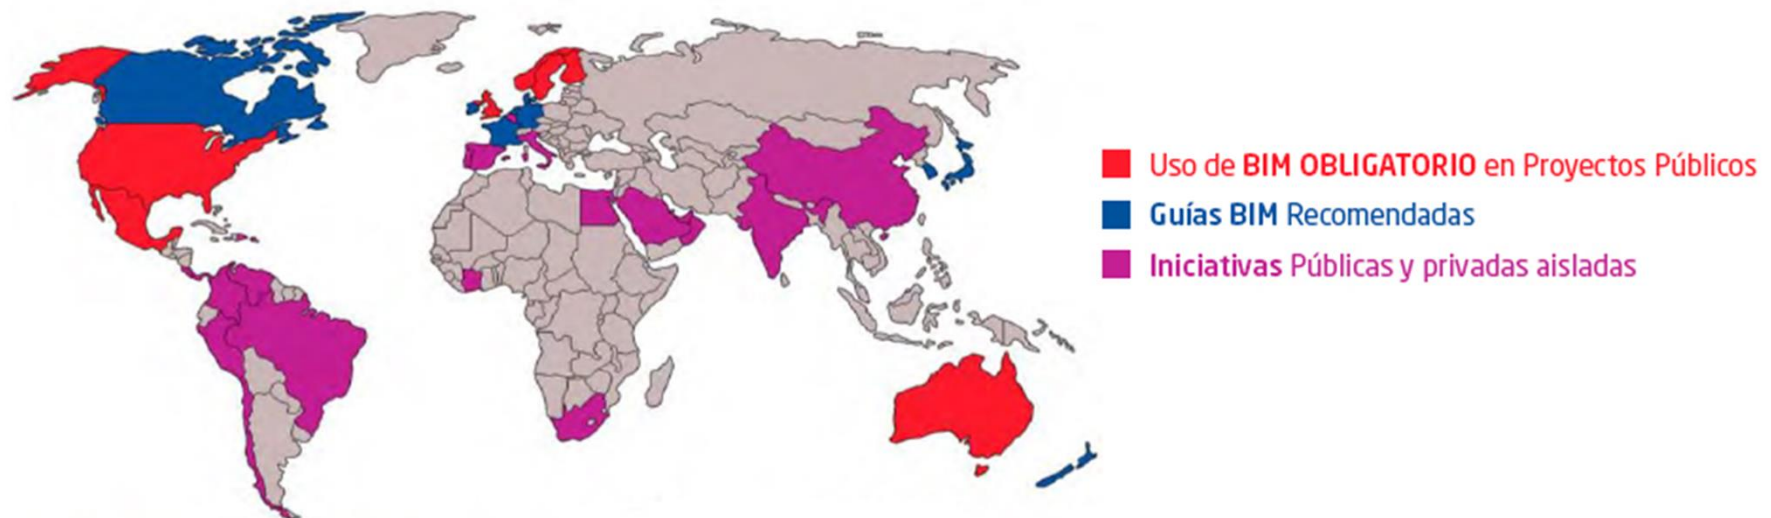 Uso de BIM OBLIGATORIO en Proyectos Públicos
Guías BIM Recomendadas
Iniciativas Públicas y privadas aisladas